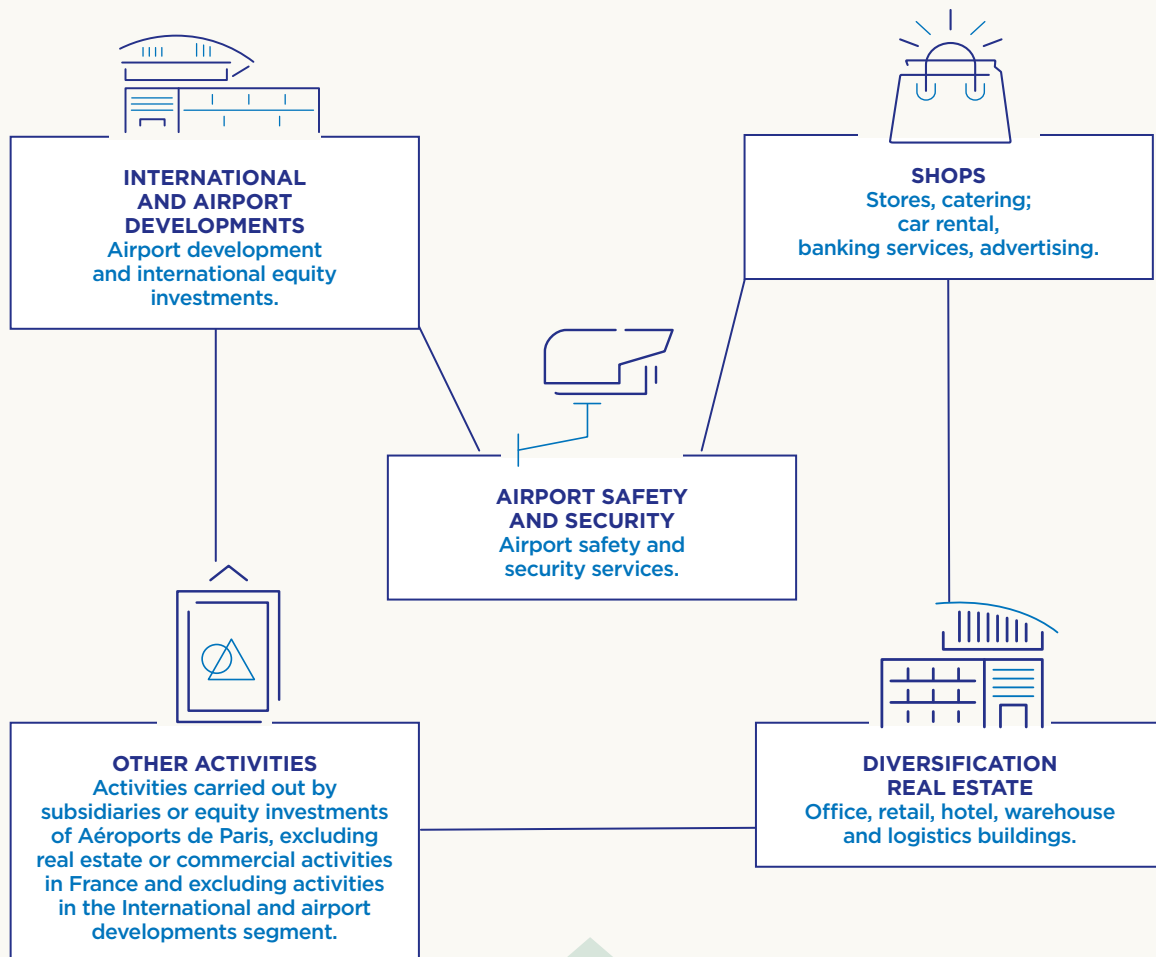 INTERNATIONAL
AND AIRPORT
DEVELOPMENTS
Airport development
and international equity
investments.
SHOPS
Stores, catering;
car rental,
banking services, advertising.
AIRPORT SAFETY
AND SECURITY
Airport safety and
security services.
OTHER ACTIVITIES
Activities carried out by
subsidiaries or equity investments
of Aéroports de Paris, excluding
real estate or commercial activities
in France and excluding activities
in the International and airport
developments segment.
DIVERSIFICATION
REAL ESTATE
Office, retail, hotel, warehouse
and logistics buildings.